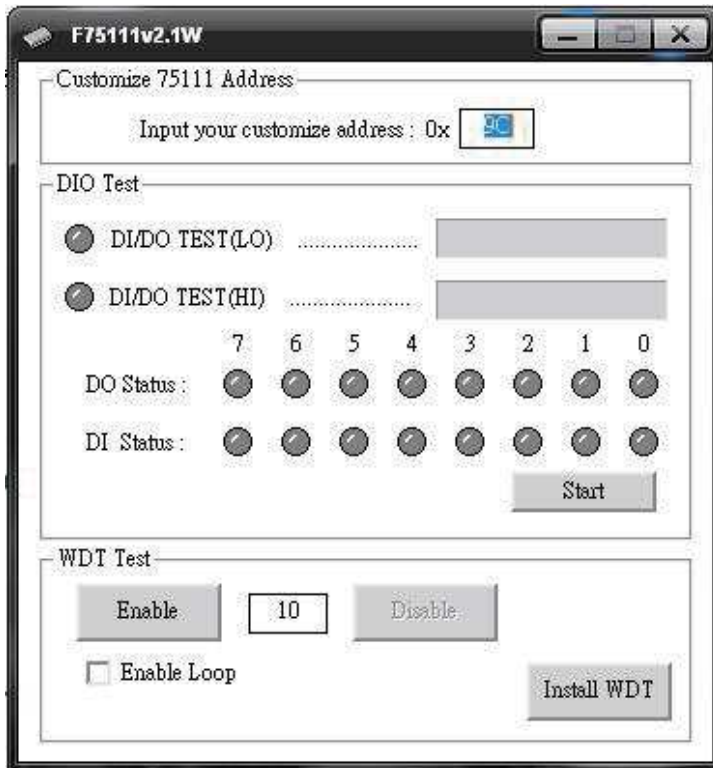 F75111v2.1W
Customize 75111 Address
Input your customize address : 0x 9C
DIO Test
DI/DO TEST(LO) ....................
DI/DO TEST(HI) ....................
7 6 5 4 3 2 1 0
DO Status :
DI Status :
Start
WDT Test
Enable 10 Disable
Enable Loop
Install WDT